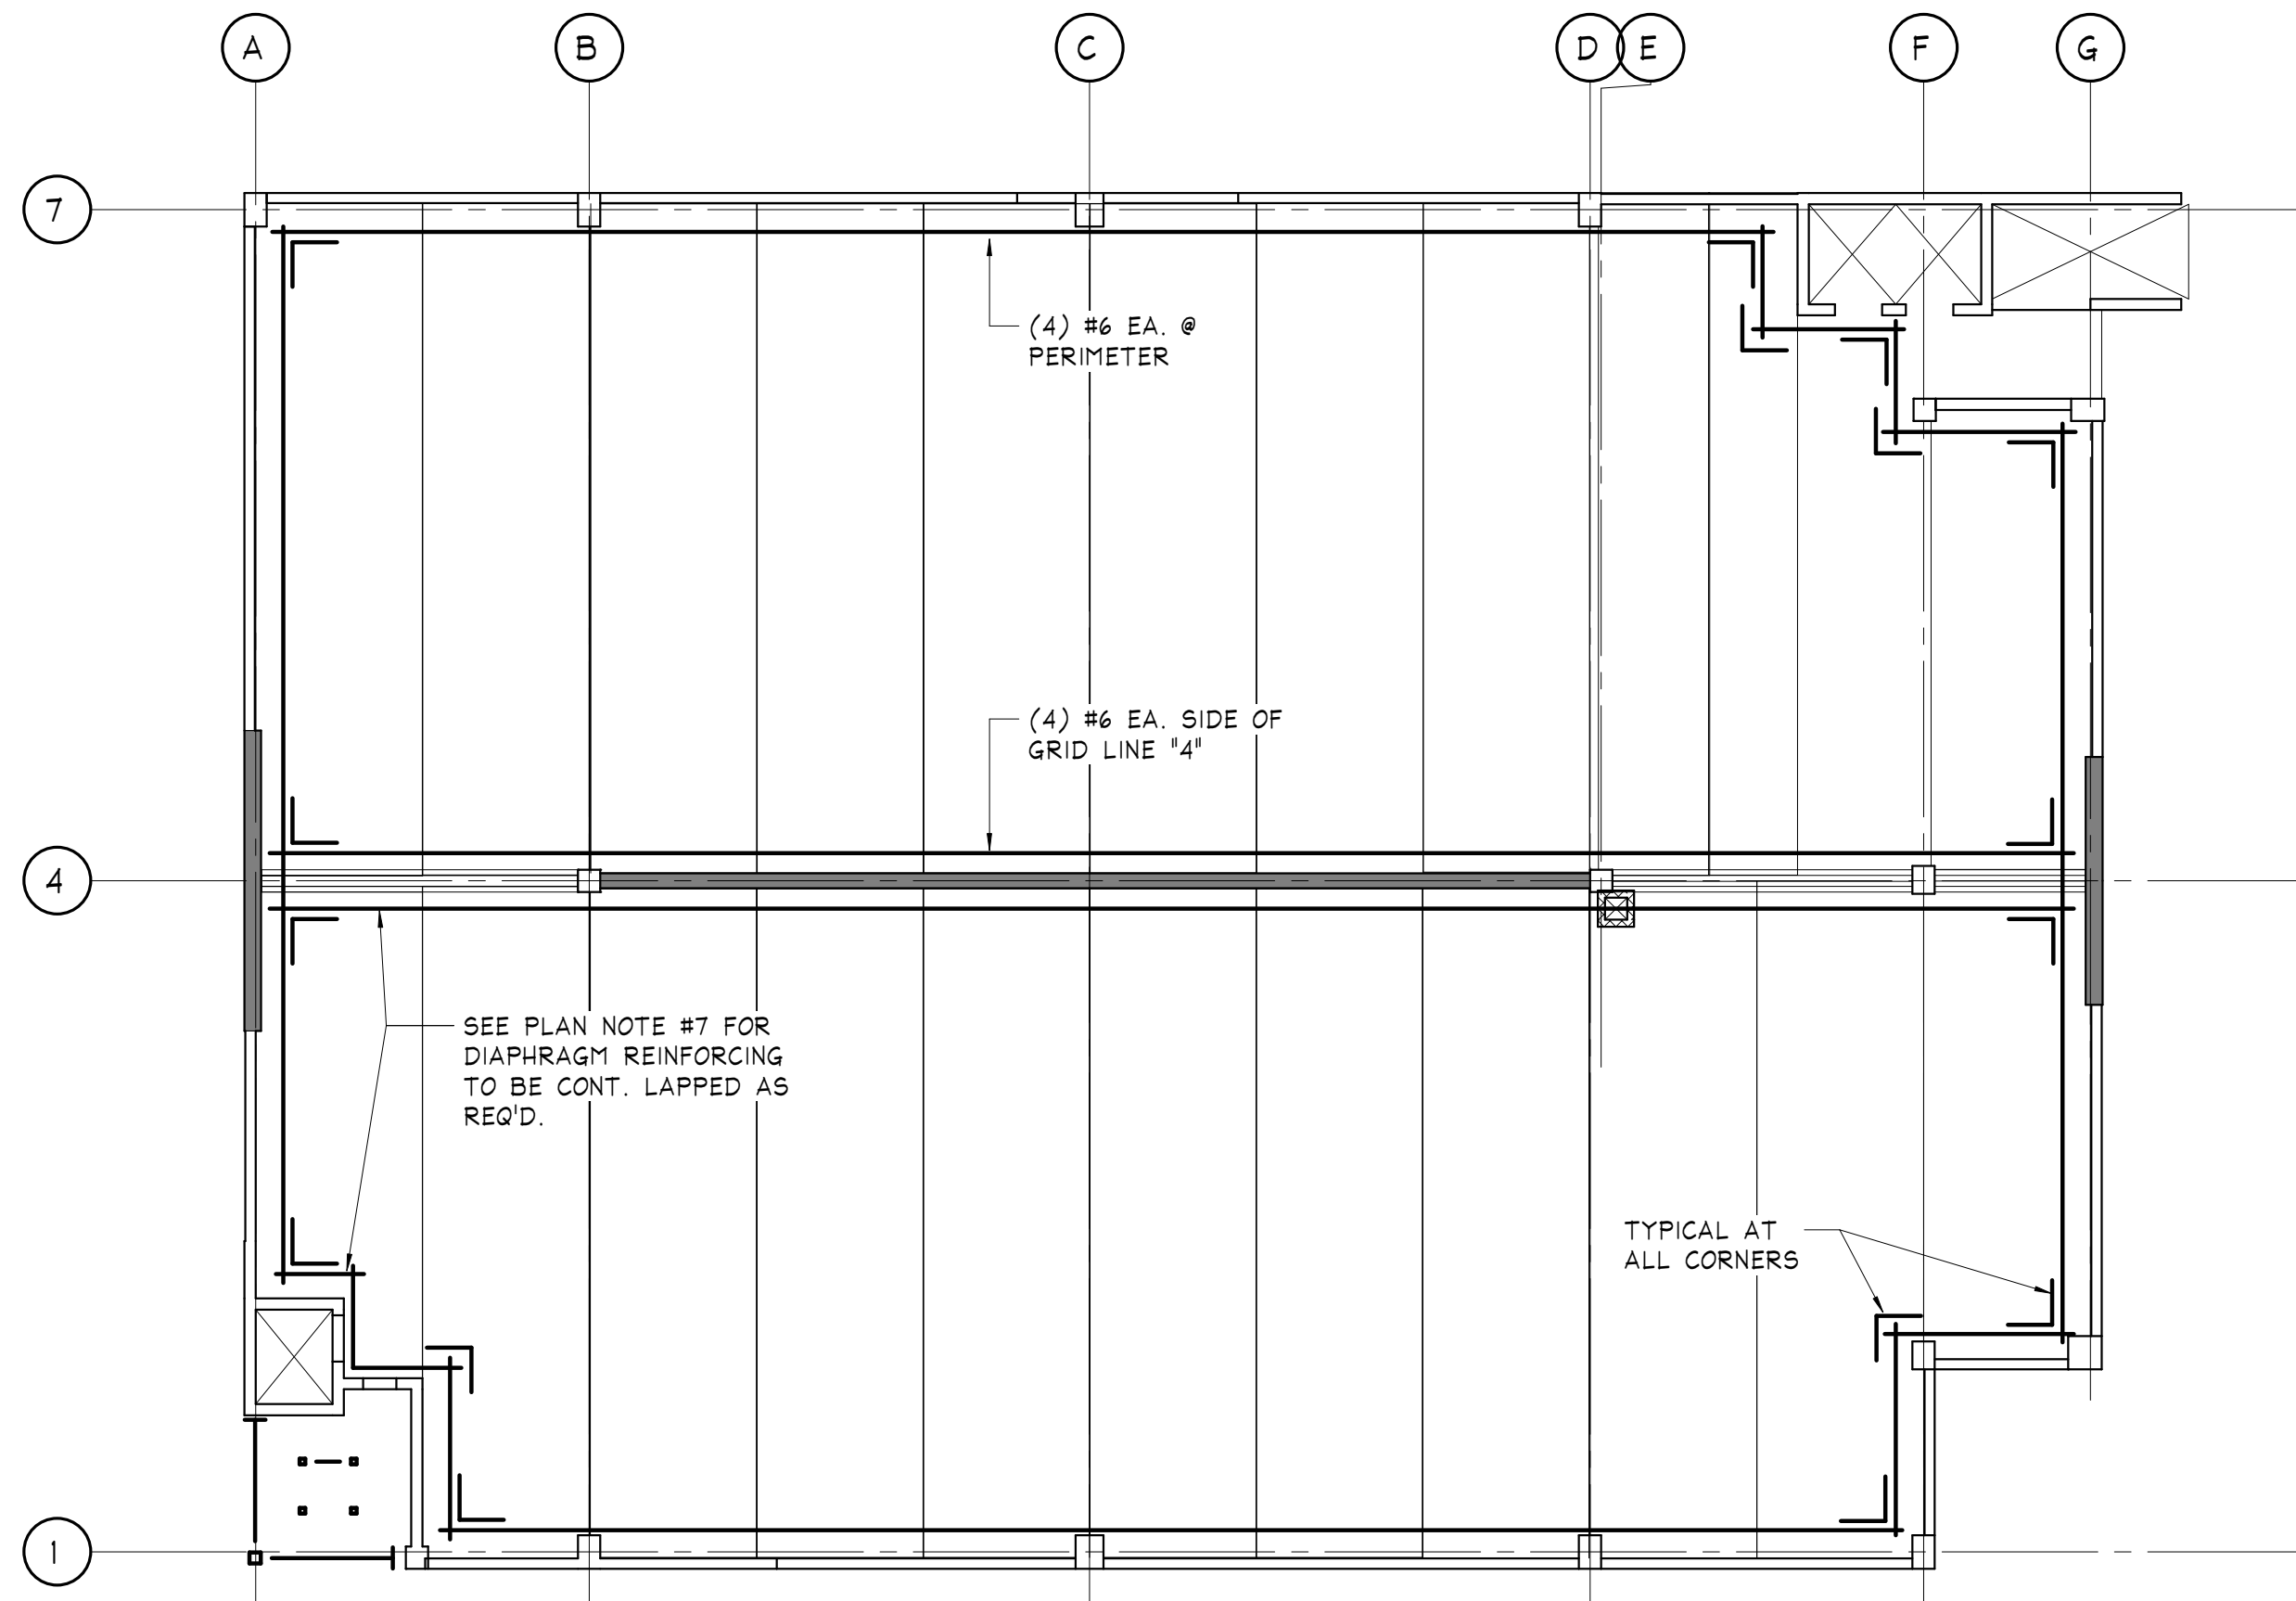 A
B
C
D
E
F
G
7
(4) #6 EA. @
PERIMETER
(4) #6 EA. SIDE OF
GRID LINE "4"
4
SEE PLAN NOTE #7 FOR
DIAPHRAGM REINFORCING
TO BE CONT. LAPPED AS
REQ'D.
TYPICAL AT
ALL CORNERS
1